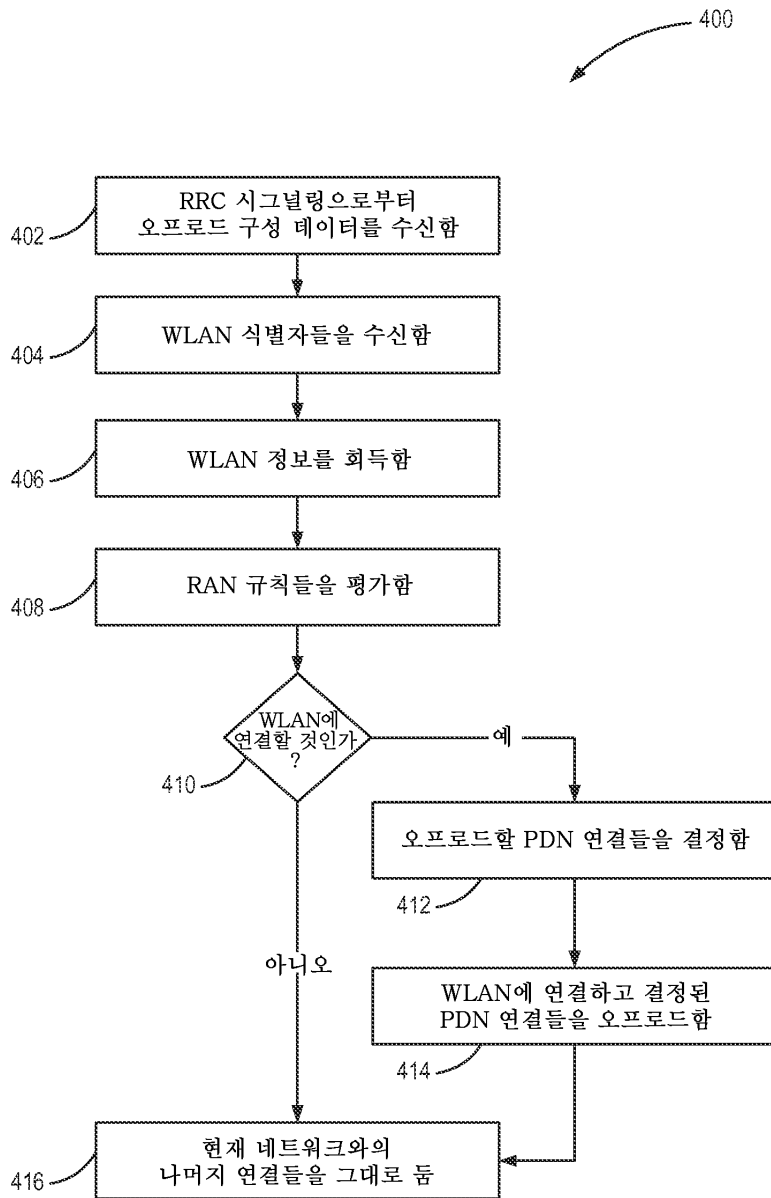 400
RRC 시그널링으로부터
오프로드 구성 데이터를 수신함
402
WLAN 식별자들을 수신함
404
WLAN 정보를 회득함
406
RAN 규칙들을 평가함
408
WLAN에
연결할 것인가
?
410
예
오프로드할 PDN 연결들을 결정함
412
아니오
WLAN에 연결하고 결정된
PDN 연결들을 오프로드함
414
현재 네트워크와의
나머지 연결들을 그대로 둠
416